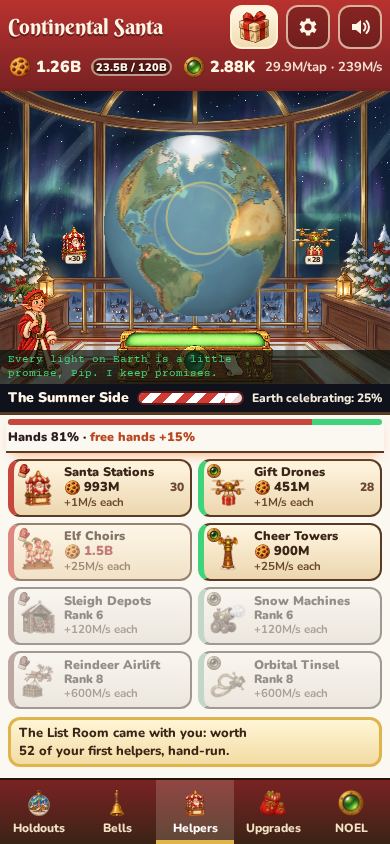 Continental Santa
1.26B 23.5B / 120B 2.88K 29.9M/tap · 239M/s
×30
×28
Every light on Earth is a little
promise, Pip. I keep promises.
The Summer Side Earth celebrating: 25%
Hands 81% · free hands +15%
Santa Stations
993M 30
+1M/s each
Gift Drones
451M 28
+1M/s each
Elf Choirs
1.5B
+25M/s each
Cheer Towers
900M
+25M/s each
Sleigh Depots
Rank 6
+120M/s each
Snow Machines
Rank 6
+120M/s each
Reindeer Airlift
Rank 8
+600M/s each
Orbital Tinsel
Rank 8
+600M/s each
The List Room came with you: worth
52 of your first helpers, hand-run.
Holdouts Bells Helpers Upgrades NOEL